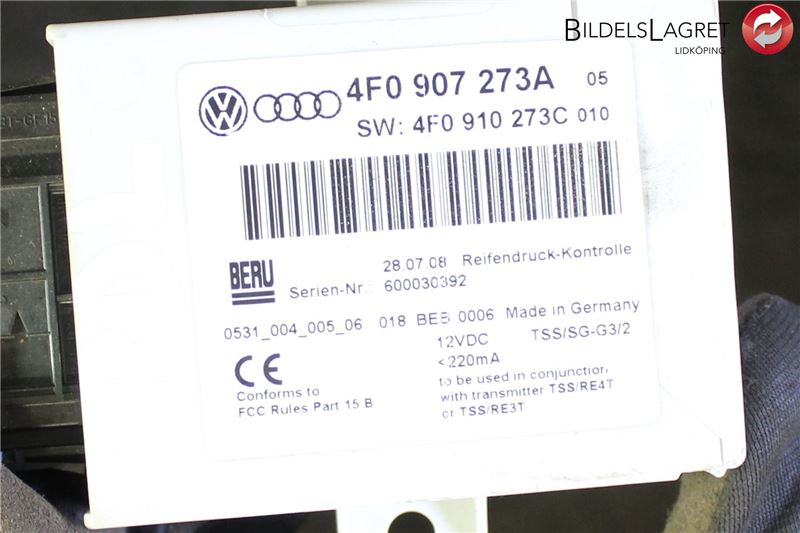 BILDELSLAGRET
LIDKÖPING
4F0 907 273A 05
SW: 4F0 910 273C 010
BERU
28.07.08 Reifendruck-Kontrolle
Serien-Nr.: 600030392
0531_004_005_06 018 BEB 0006 Made in Germany
12VDC TSS/SG-G3/2
<220mA
CE
Conforms to
FCC Rules Part 15 B
to be used in conjunction
with transmitter TSS/RE4T
or TSS/RE3T